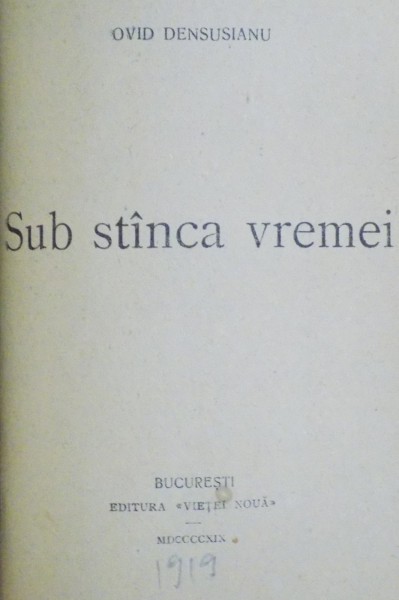 OVID DENSUSIANU
Sub stînca vremei
BUCUREȘTI
EDITURA «VIEȚEI NOUĂ»
MDCCCCXIX
1919